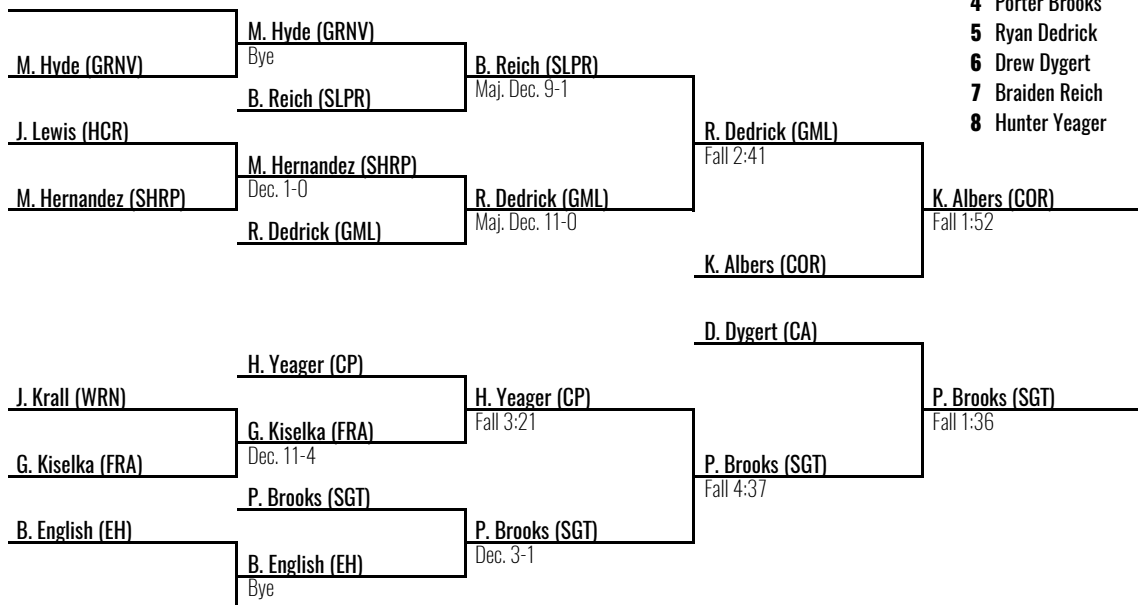 M. Hyde (GRNV)
J. Lewis (HCR)
M. Hernandez (SHRP)
M. Hyde (GRNV)
Bye
B. Reich (SLPR)
M. Hernandez (SHRP)
Dec. 1-0
R. Dedrick (GML)
B. Reich (SLPR)
Maj. Dec. 9-1
R. Dedrick (GML)
Maj. Dec. 11-0
R. Dedrick (GML)
Fall 2:41
K. Albers (COR)
K. Albers (COR)
Fall 1:52
4 Porter Brooks
5 Ryan Dedrick
6 Drew Dygert
7 Braiden Reich
8 Hunter Yeager
J. Krall (WRN)
G. Kiselka (FRA)
B. English (EH)
H. Yeager (CP)
G. Kiselka (FRA)
Dec. 11-4
P. Brooks (SGT)
B. English (EH)
Bye
H. Yeager (CP)
Fall 3:21
P. Brooks (SGT)
Dec. 3-1
D. Dygert (CA)
P. Brooks (SGT)
Fall 4:37
P. Brooks (SGT)
Fall 1:36